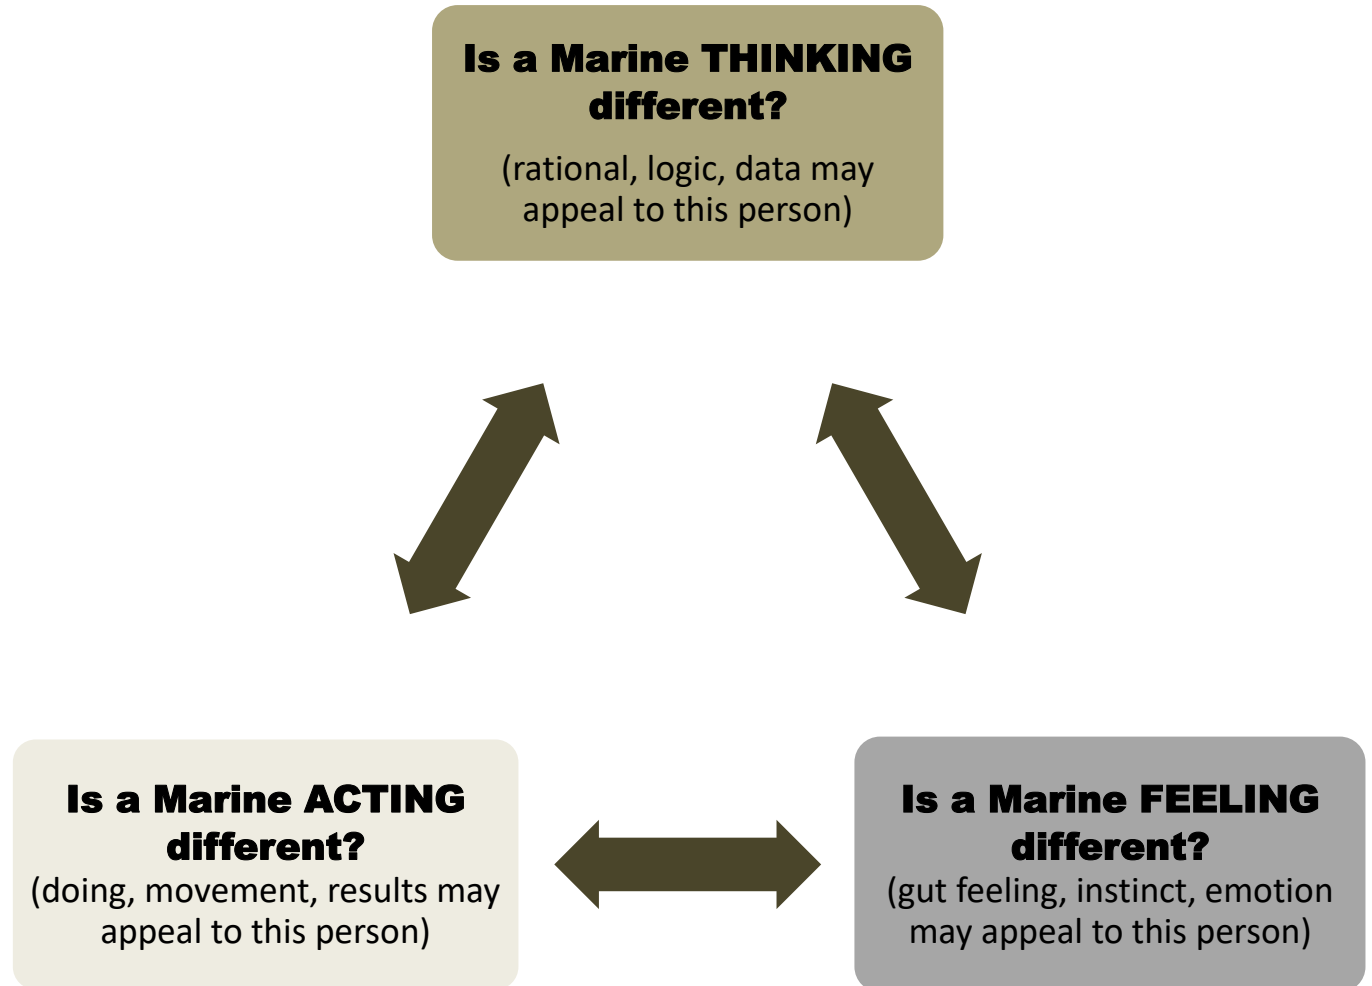 Is a Marine THINKING
different?
(rational, logic, data may
appeal to this person)
Is a Marine ACTING
different?
(doing, movement, results may
appeal to this person)
Is a Marine FEELING
different?
(gut feeling, instinct, emotion
may appeal to this person)